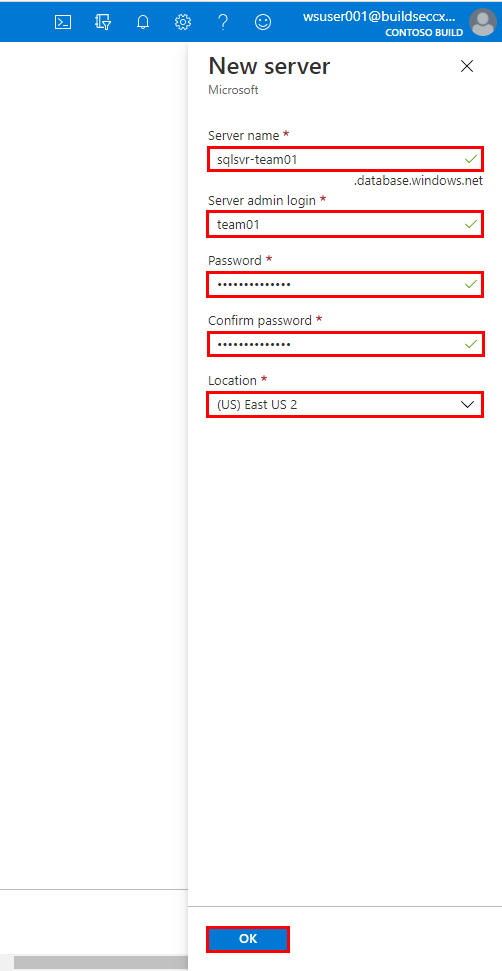 wsuser001@buildseccx...
CONTOSO BUILD
New server
Microsoft
Server name *
sqlsvr-team01
.database.windows.net
Server admin login *
team01
Password *
••••••••••••••
Confirm password *
••••••••••••••
Location *
(US) East US 2
OK